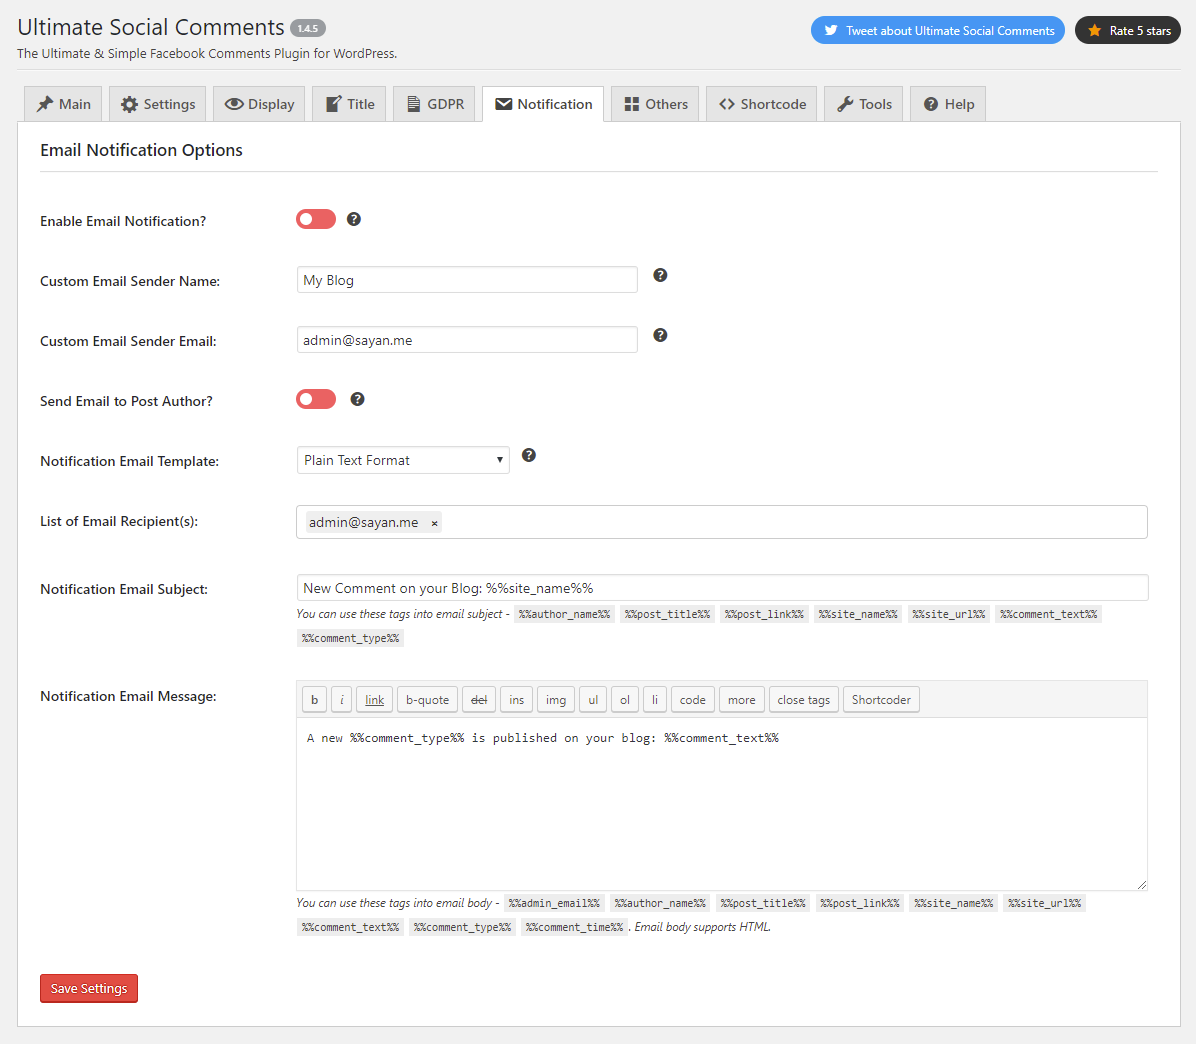 Ultimate Social Comments 1.4.5
Tweet about Ultimate Social Comments
Rate 5 stars
The Ultimate & Simple Facebook Comments Plugin for WordPress.
Main Settings Display Title GDPR Notification Others Shortcode Tools Help
Email Notification Options
Enable Email Notification?
Custom Email Sender Name: My Blog
Custom Email Sender Email: admin@sayan.me
Send Email to Post Author?
Notification Email Template: Plain Text Format
List of Email Recipient(s): admin@sayan.me ×
Notification Email Subject: New Comment on your Blog: %%site_name%%
You can use these tags into email subject - %%author_name%% %%post_title%% %%post_link%% %%site_name%% %%site_url%% %%comment_text%%
%%comment_type%%
Notification Email Message:
b i link b-quote del ins img ul ol li code more close tags Shortcoder
A new %%comment_type%% is published on your blog: %%comment_text%%
You can use these tags into email body - %%admin_email%% %%author_name%% %%post_title%% %%post_link%% %%site_name%% %%site_url%%
%%comment_text%% %%comment_type%% %%comment_time%% . Email body supports HTML.
Save Settings